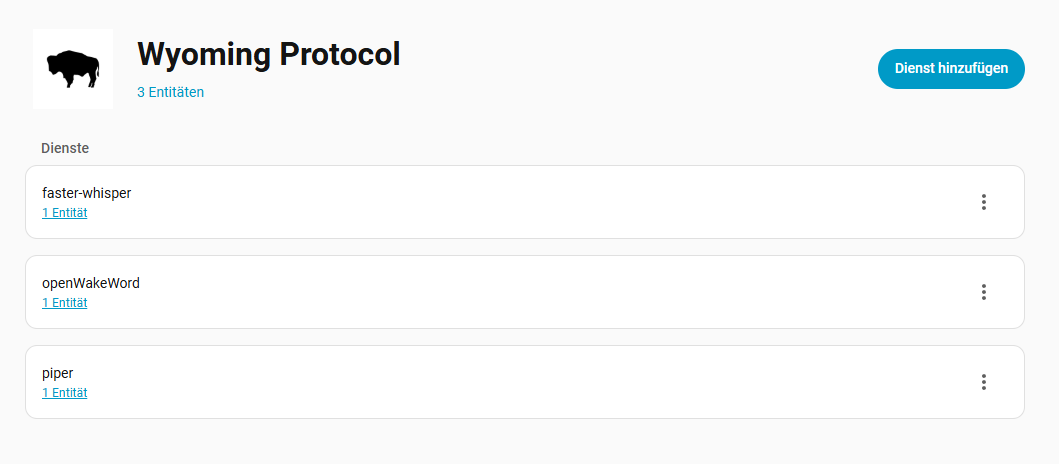 Wyoming Protocol
3 Entitäten
Dienst hinzufügen
Dienste
faster-whisper
1 Entität
openWakeWord
1 Entität
piper
1 Entität